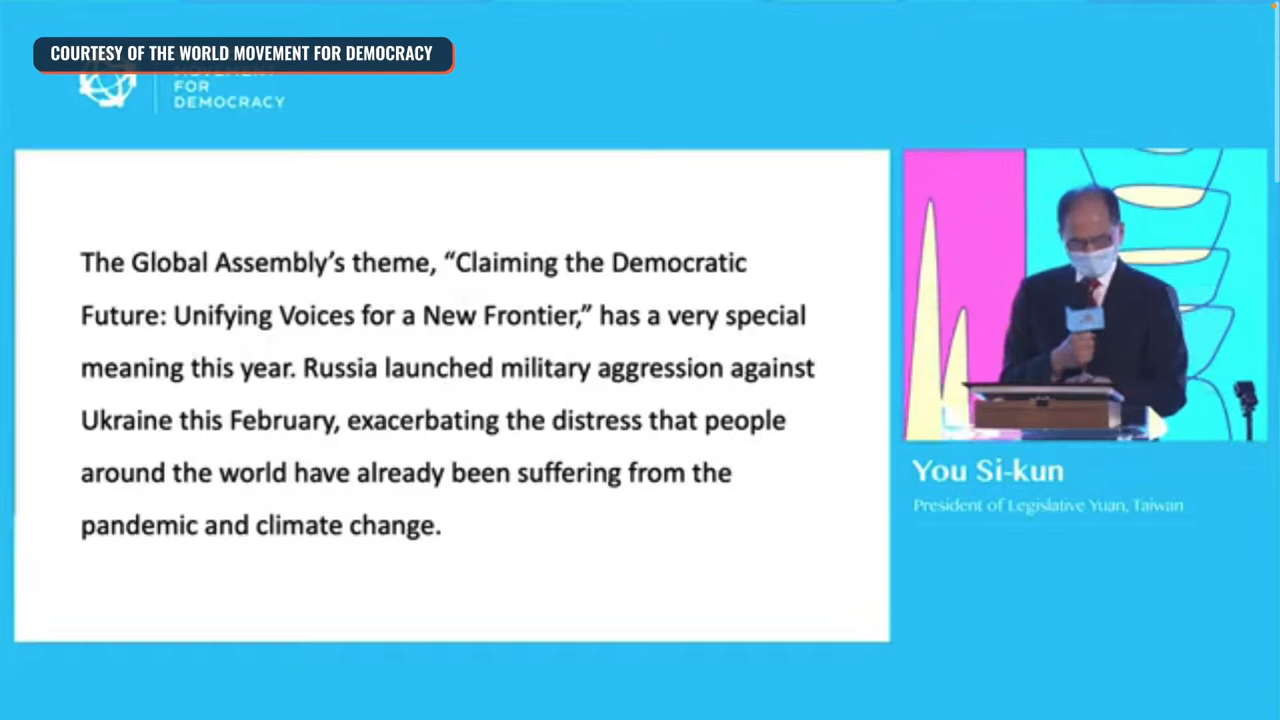 COURTESY OF THE WORLD MOVEMENT FOR DEMOCRACY
MOVEMENT
FOR
DEMOCRACY
The Global Assembly’s theme, “Claiming the Democratic
Future: Unifying Voices for a New Frontier,” has a very special
meaning this year. Russia launched military aggression against
Ukraine this February, exacerbating the distress that people
around the world have already been suffering from the
pandemic and climate change.
You Si-kun
President of Legislative Yuan, Taiwan